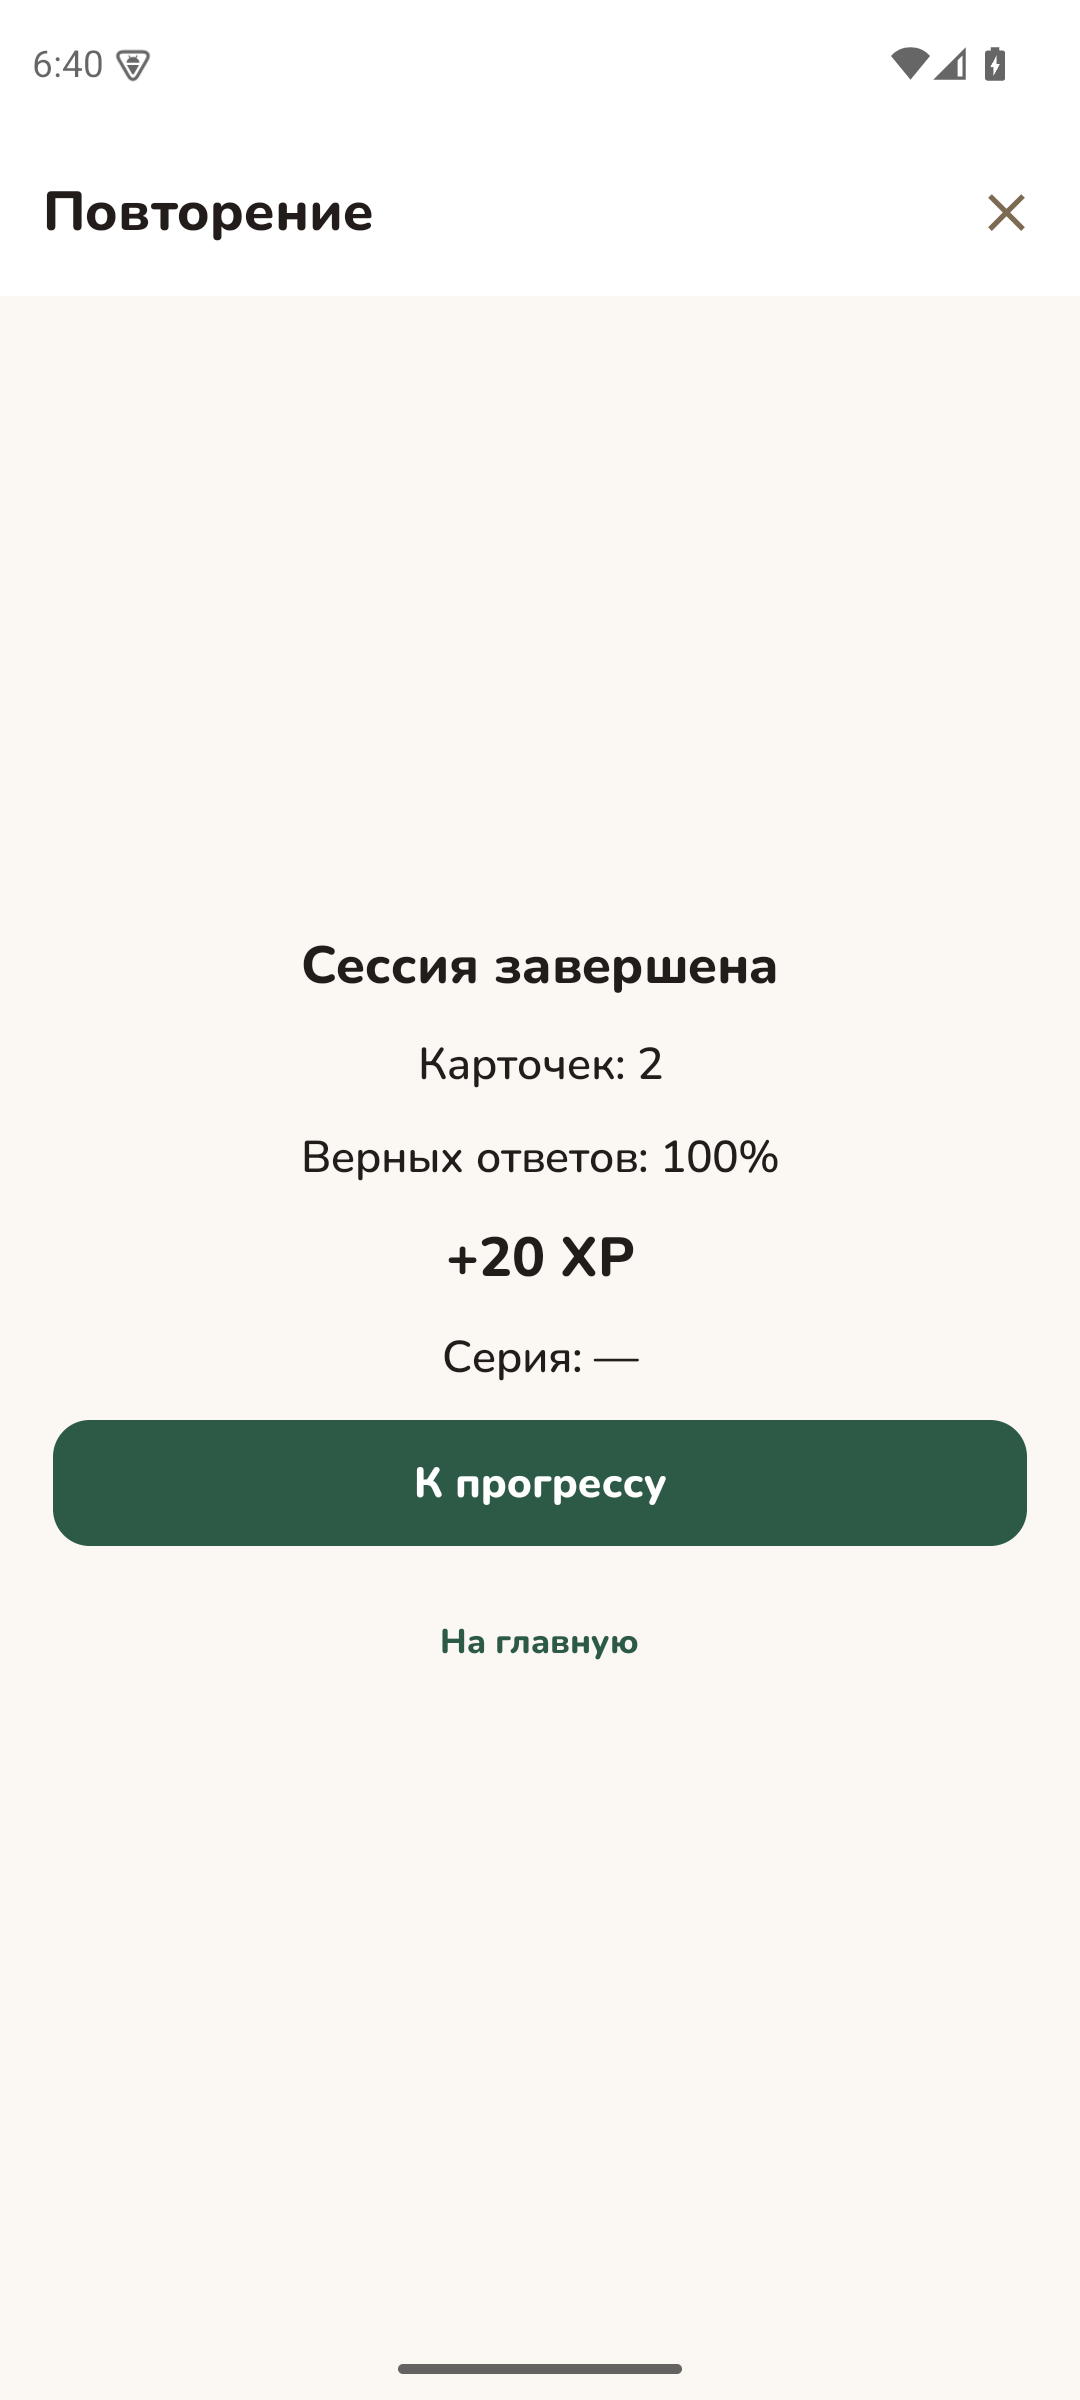 6:40
Повторение
Сессия завершена
Карточек: 2
Верных ответов: 100%
+20 XP
Серия: —
К прогрессу
На главную